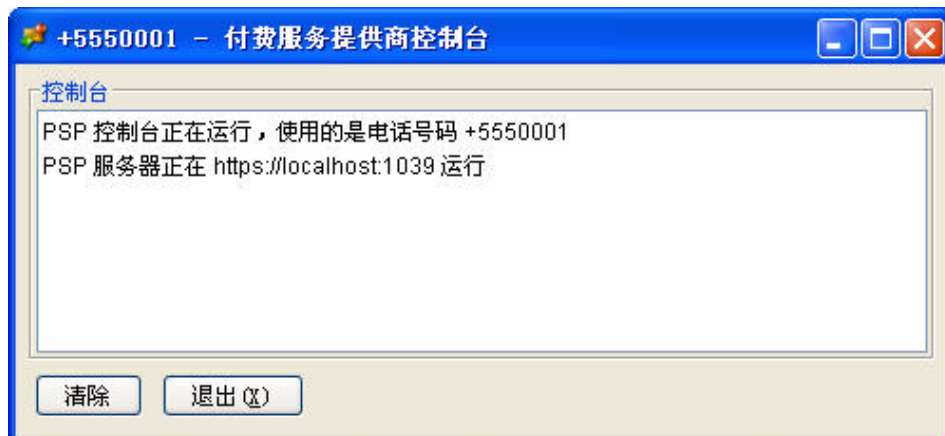 +5550001 - 付费服务提供商控制台
控制台
PSP 控制台正在运行，使用的是电话号码 +5550001
PSP 服务器正在 https://localhost:1039 运行
清除
退出(X)